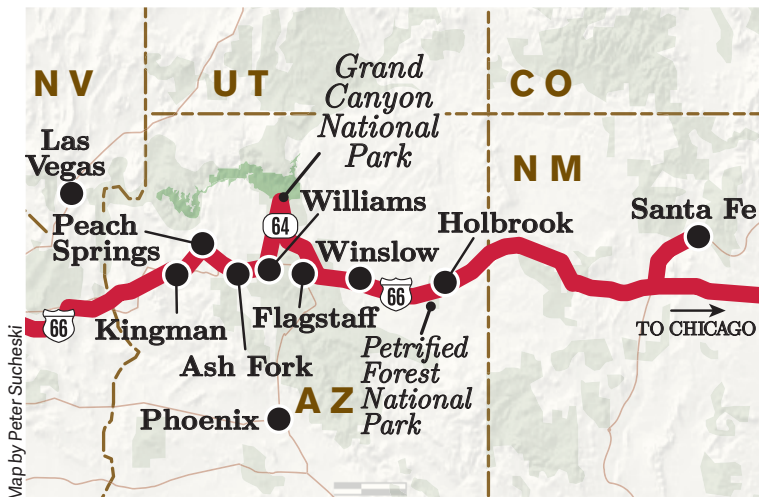 NV
UT
Grand
Canyon
National
Park
CO
Las
Vegas
NM
Peach
Springs
64
Williams
Winslow
Holbrook
Santa Fe
66
Kingman
Flagstaff
66
TO CHICAGO
Ash Fork
Petrified
Forest
National
Park
Phoenix
AZ
Map by Peter Sucheski